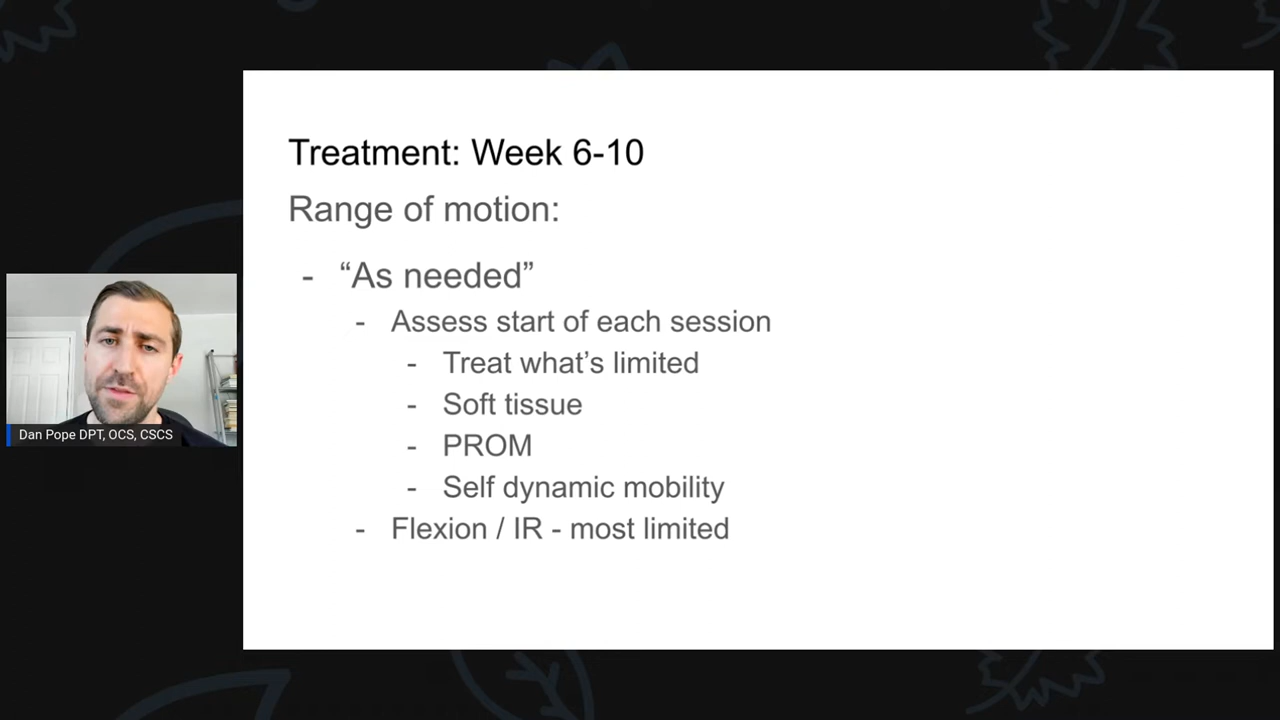 Treatment: Week 6-10
Range of motion:
- “As needed”
- Assess start of each session
- Treat what’s limited
- Soft tissue
- PROM
- Self dynamic mobility
- Flexion / IR - most limited
Dan Pope DPT, OCS, CSCS